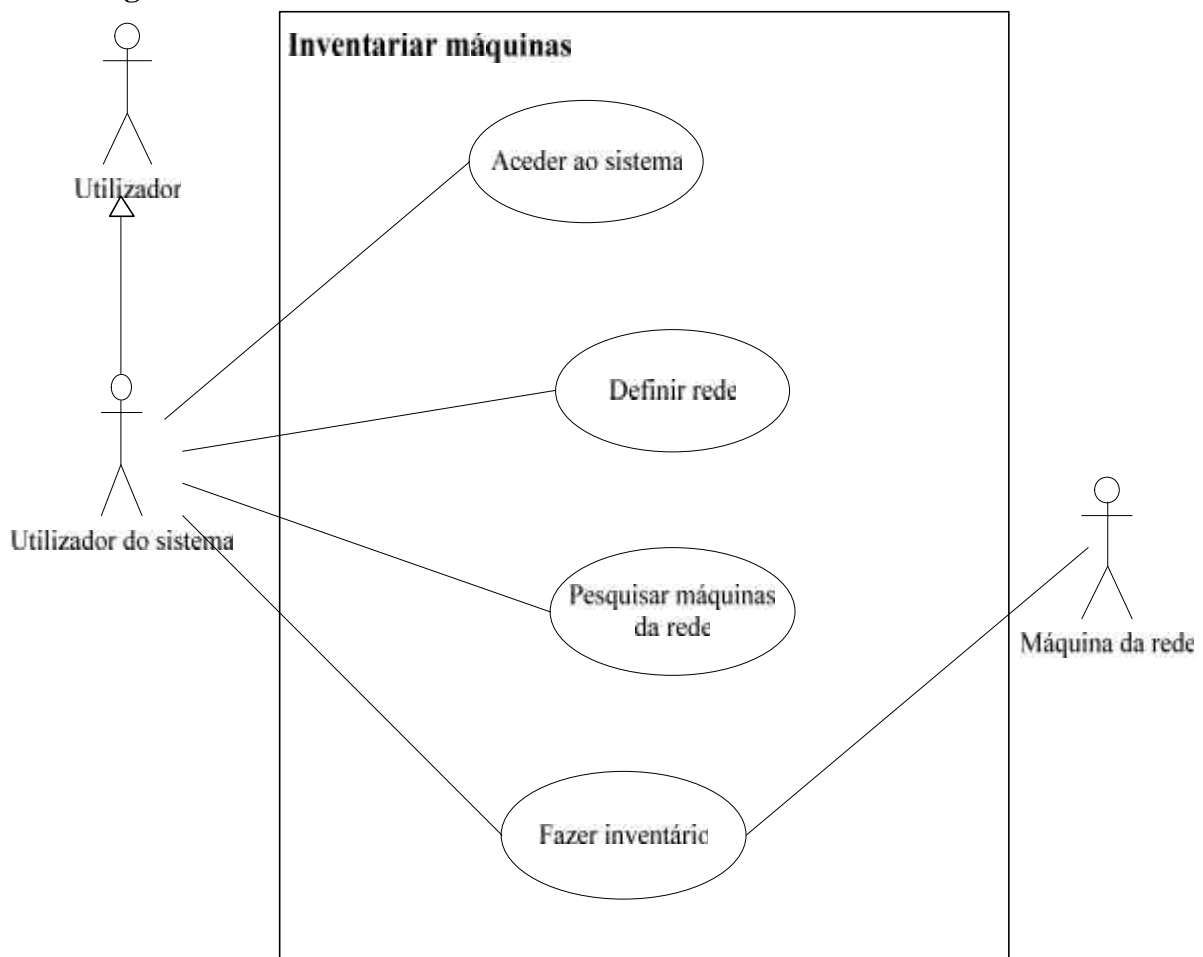 Inventariar máquinas
Utilizador
Aceder ao sistema
Definir rede
Utilizador do sistema
Pesquisar máquinas
da rede
Máquina da rede
Fazer inventário